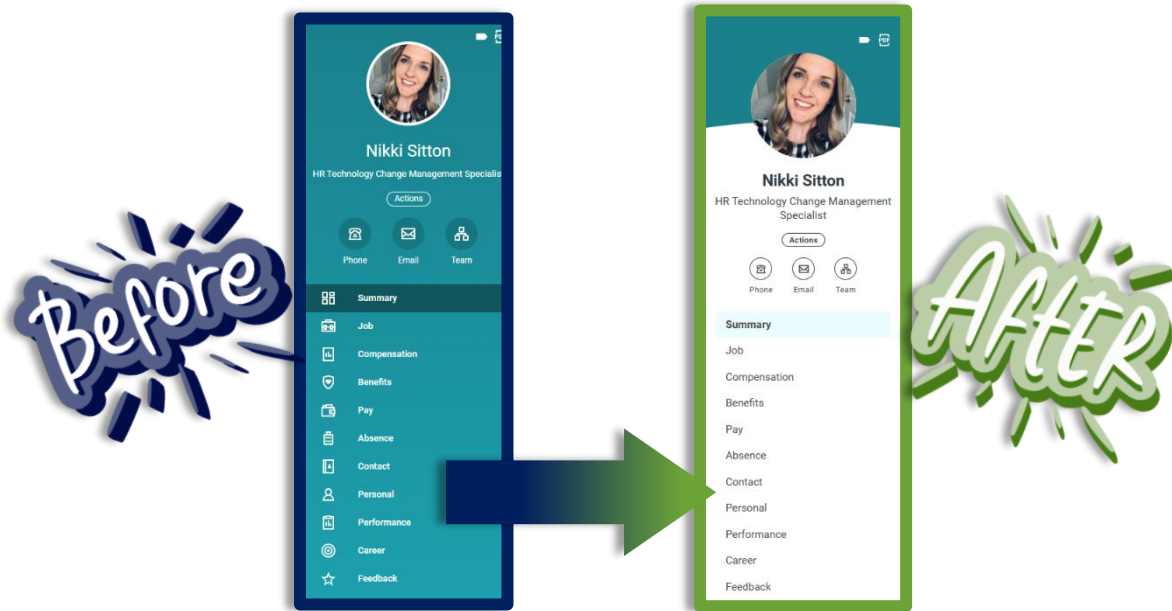 Before
Nikki Sitton
HR Technology Change Management Specialis
Actions
Phone Email Team
Summary
Job
Compensation
Benefits
Pay
Absence
Contact
Personal
Performance
Career
Feedback
PDF
Nikki Sitton
HR Technology Change Management
Specialist
Actions
Phone Email Team
Summary
Job
Compensation
Benefits
Pay
Absence
Contact
Personal
Performance
Career
Feedback
AfteR